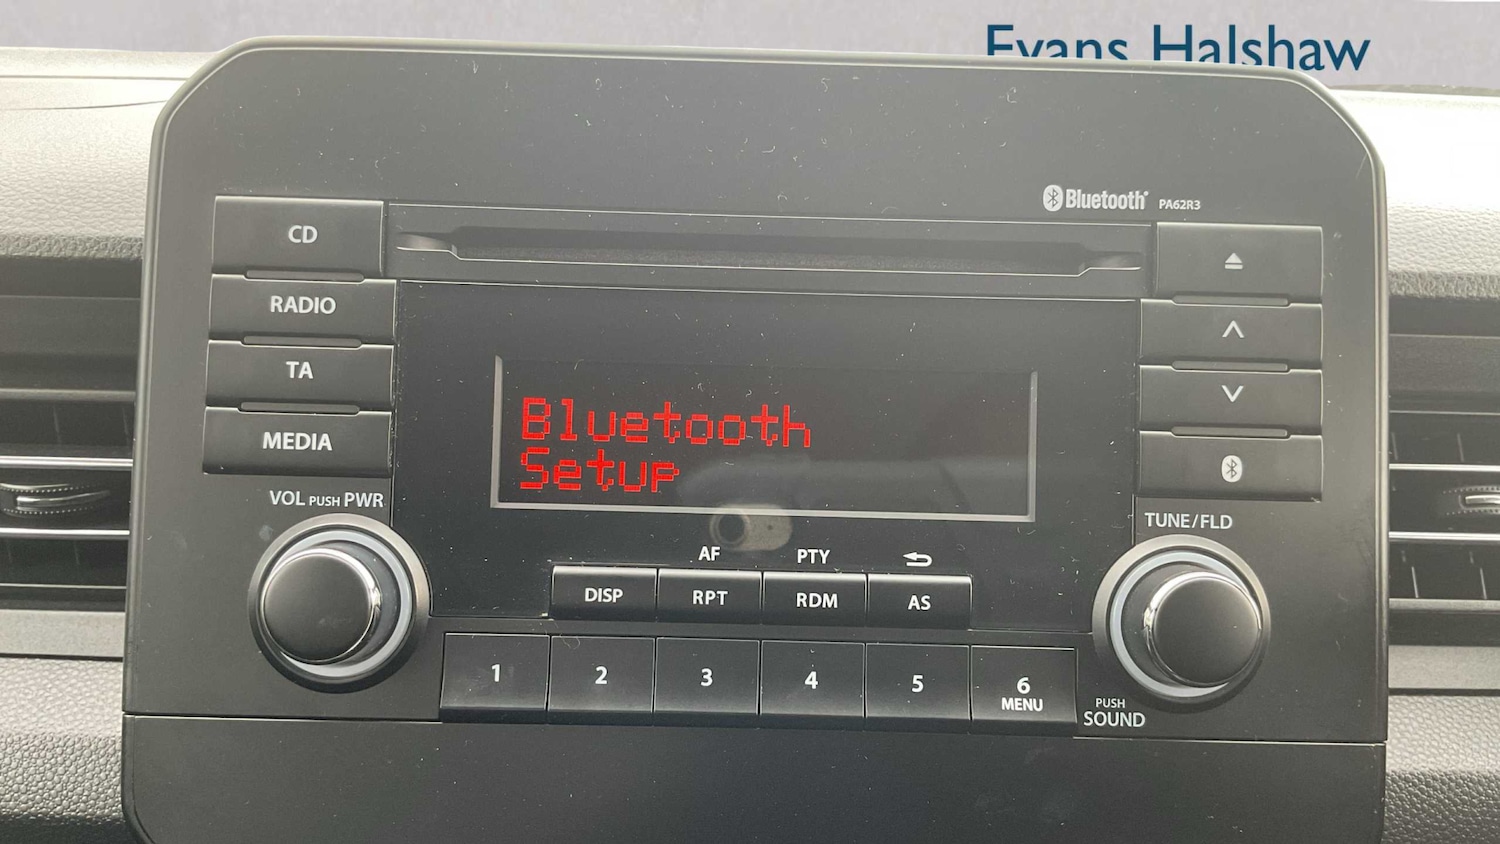 Evans Halshaw
Bluetooth® PA62R3
CD
RADIO
TA
MEDIA
VOL PUSH PWR
Bluetooth
Setup
TUNE/FLD
AF PTY
DISP RPT RDM AS
1 2 3 4 5 6
MENU
PUSH
SOUND